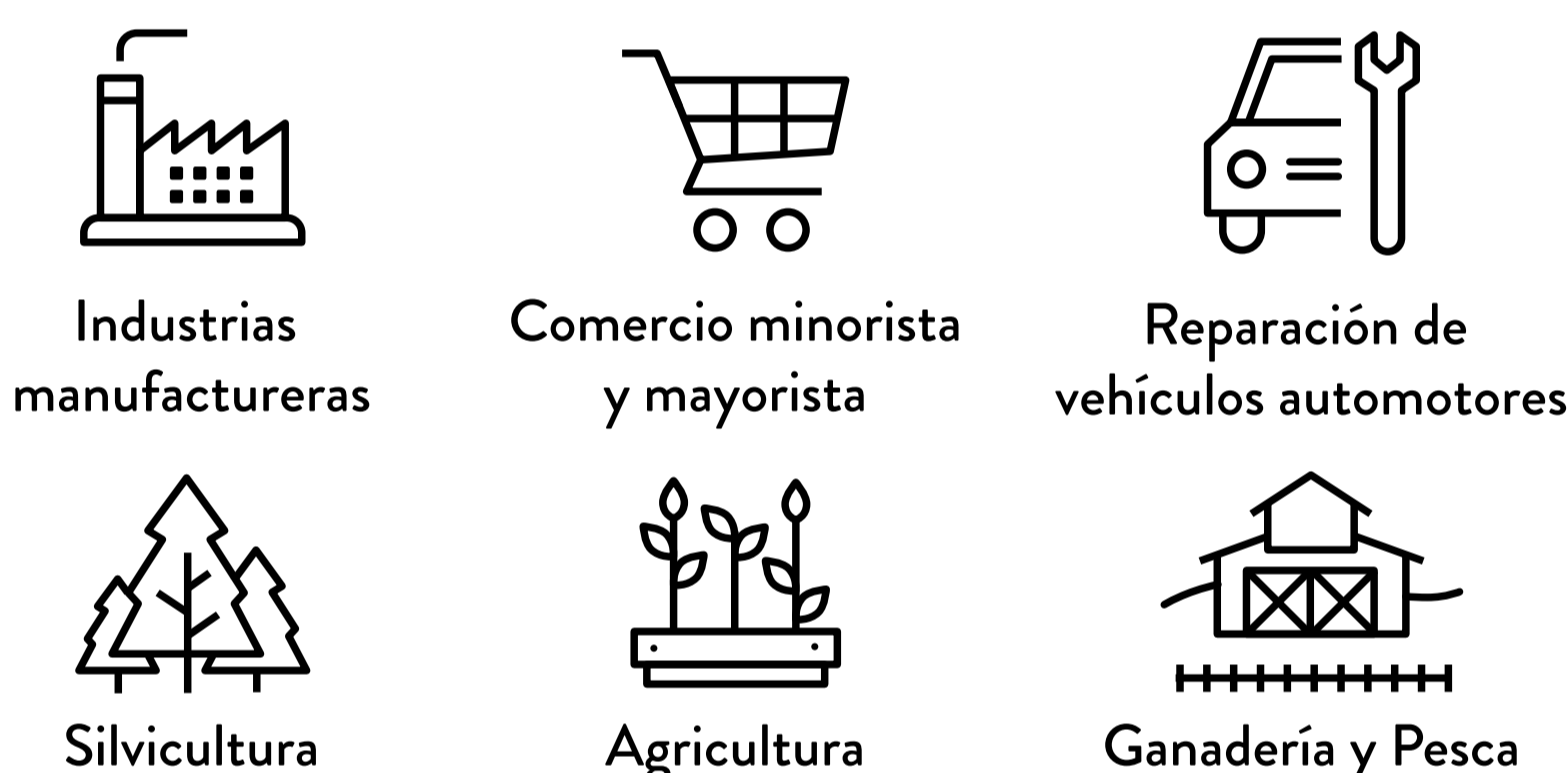 Industrias
manufactureras
Comercio minorista
y mayorista
Reparación de
vehículos automotores
Silvicultura
Agricultura
Ganadería y Pesca